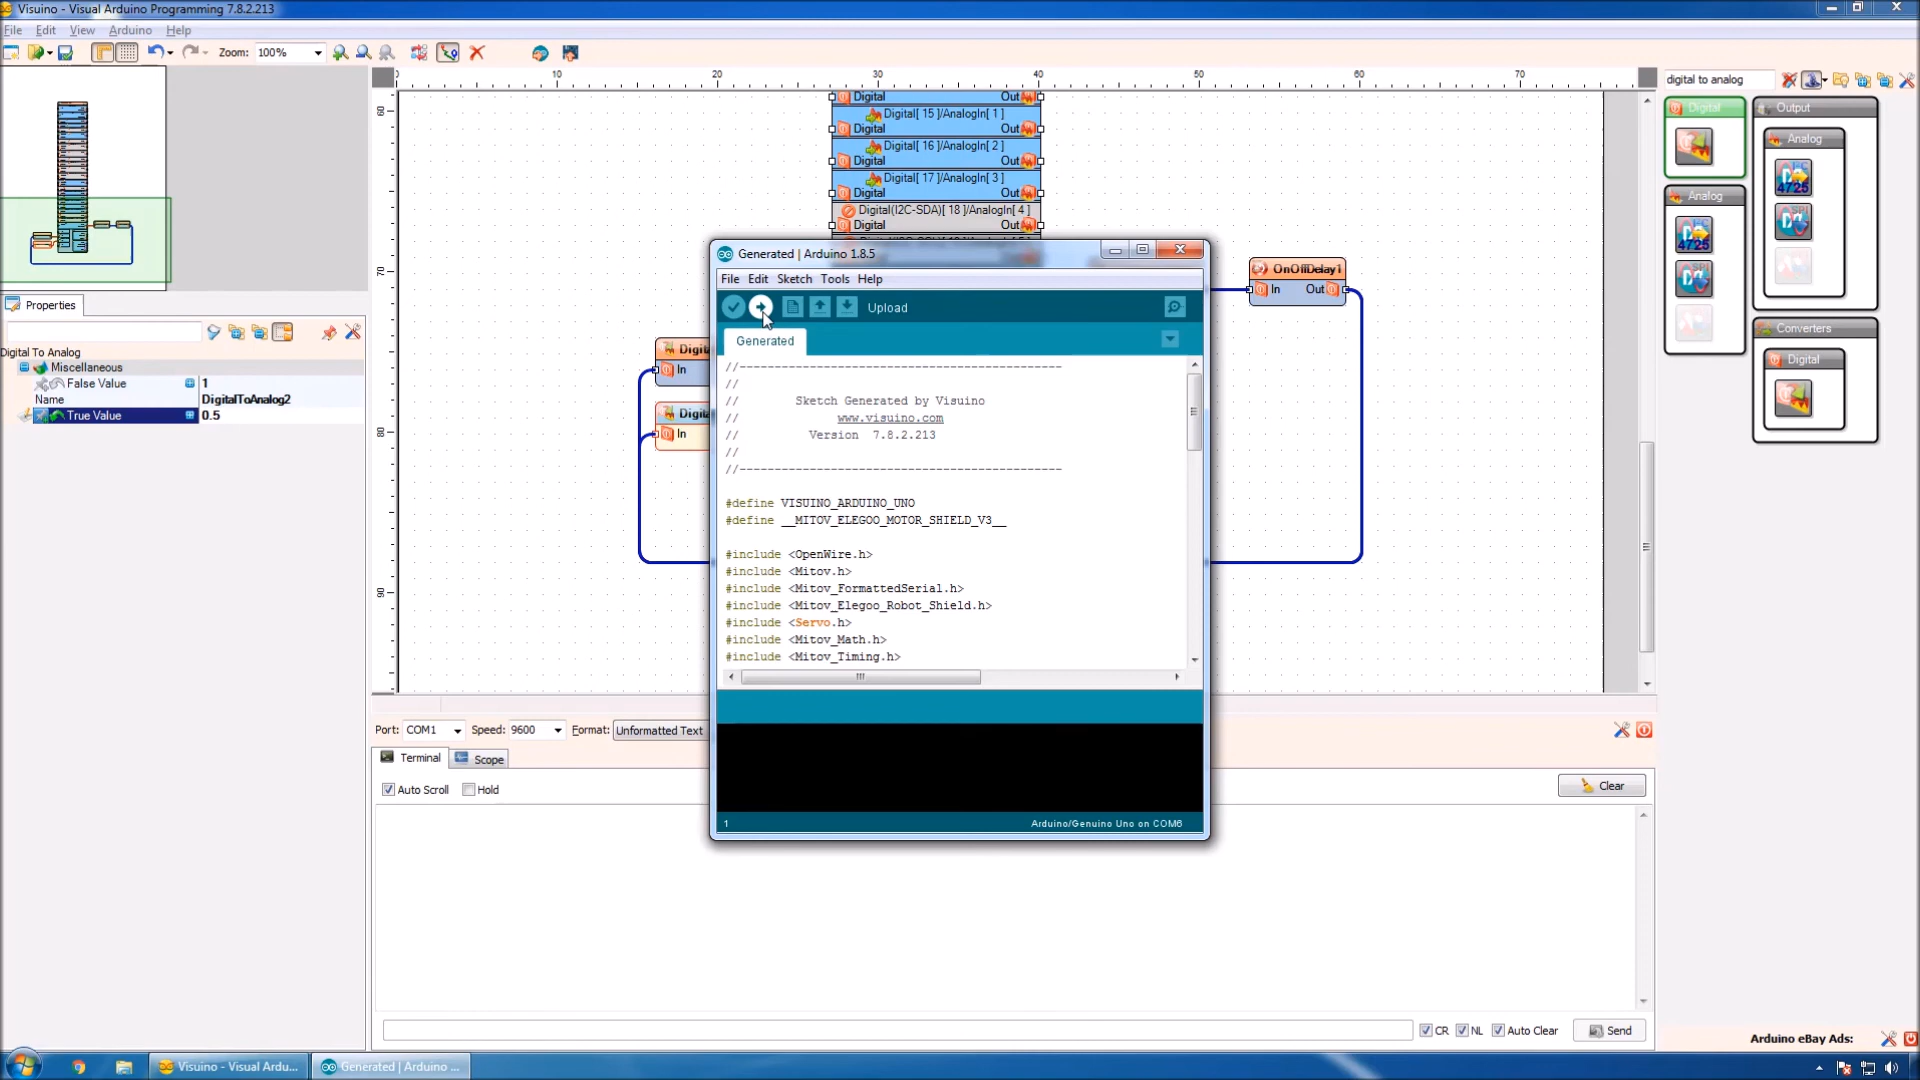 Visuino - Visual Arduino Programming 7.8.2.213
File Edit View Arduino Help
Zoom: 100%
10 20 30 40 50 60 70
60
70
80
90
Digital Out
Digital[ 15 ]/AnalogIn[ 1 ]
Digital Out
Digital[ 16 ]/AnalogIn[ 2 ]
Digital Out
Digital[ 17 ]/AnalogIn[ 3 ]
Digital Out
Digital(I2C-SDA)[ 18 ]/AnalogIn[ 4 ]
Digital Out
Digita
In
Digita
In
OnOffDelay1
In Out
Properties
Digital To Analog
Miscellaneous
False Value 1
Name DigitalToAnalog2
True Value 0.5
Generated | Arduino 1.8.5
File Edit Sketch Tools Help
Upload
Generated
//----------------------------------------------
//
// Sketch Generated by Visuino
// www.visuino.com
// Version 7.8.2.213
//
//----------------------------------------------
#define VISUINO_ARDUINO_UNO
#define __MITOV_ELEGOO_MOTOR_SHIELD_V3__
#include <OpenWire.h>
#include <Mitov.h>
#include <Mitov_FormattedSerial.h>
#include <Mitov_Elegoo_Robot_Shield.h>
#include <Servo.h>
#include <Mitov_Math.h>
#include <Mitov_Timing.h>
1 Arduino/Genuino Uno on COM6
digital to analog
Digital
Analog
4725
Output
Analog
4725
Converters
Digital
Port: COM1 Speed: 9600 Format: Unformatted Text
Terminal Scope
Auto Scroll Hold
Clear
CR NL Auto Clear Send
Arduino eBay Ads:
Visuino - Visual Ardu... Generated | Arduino ...